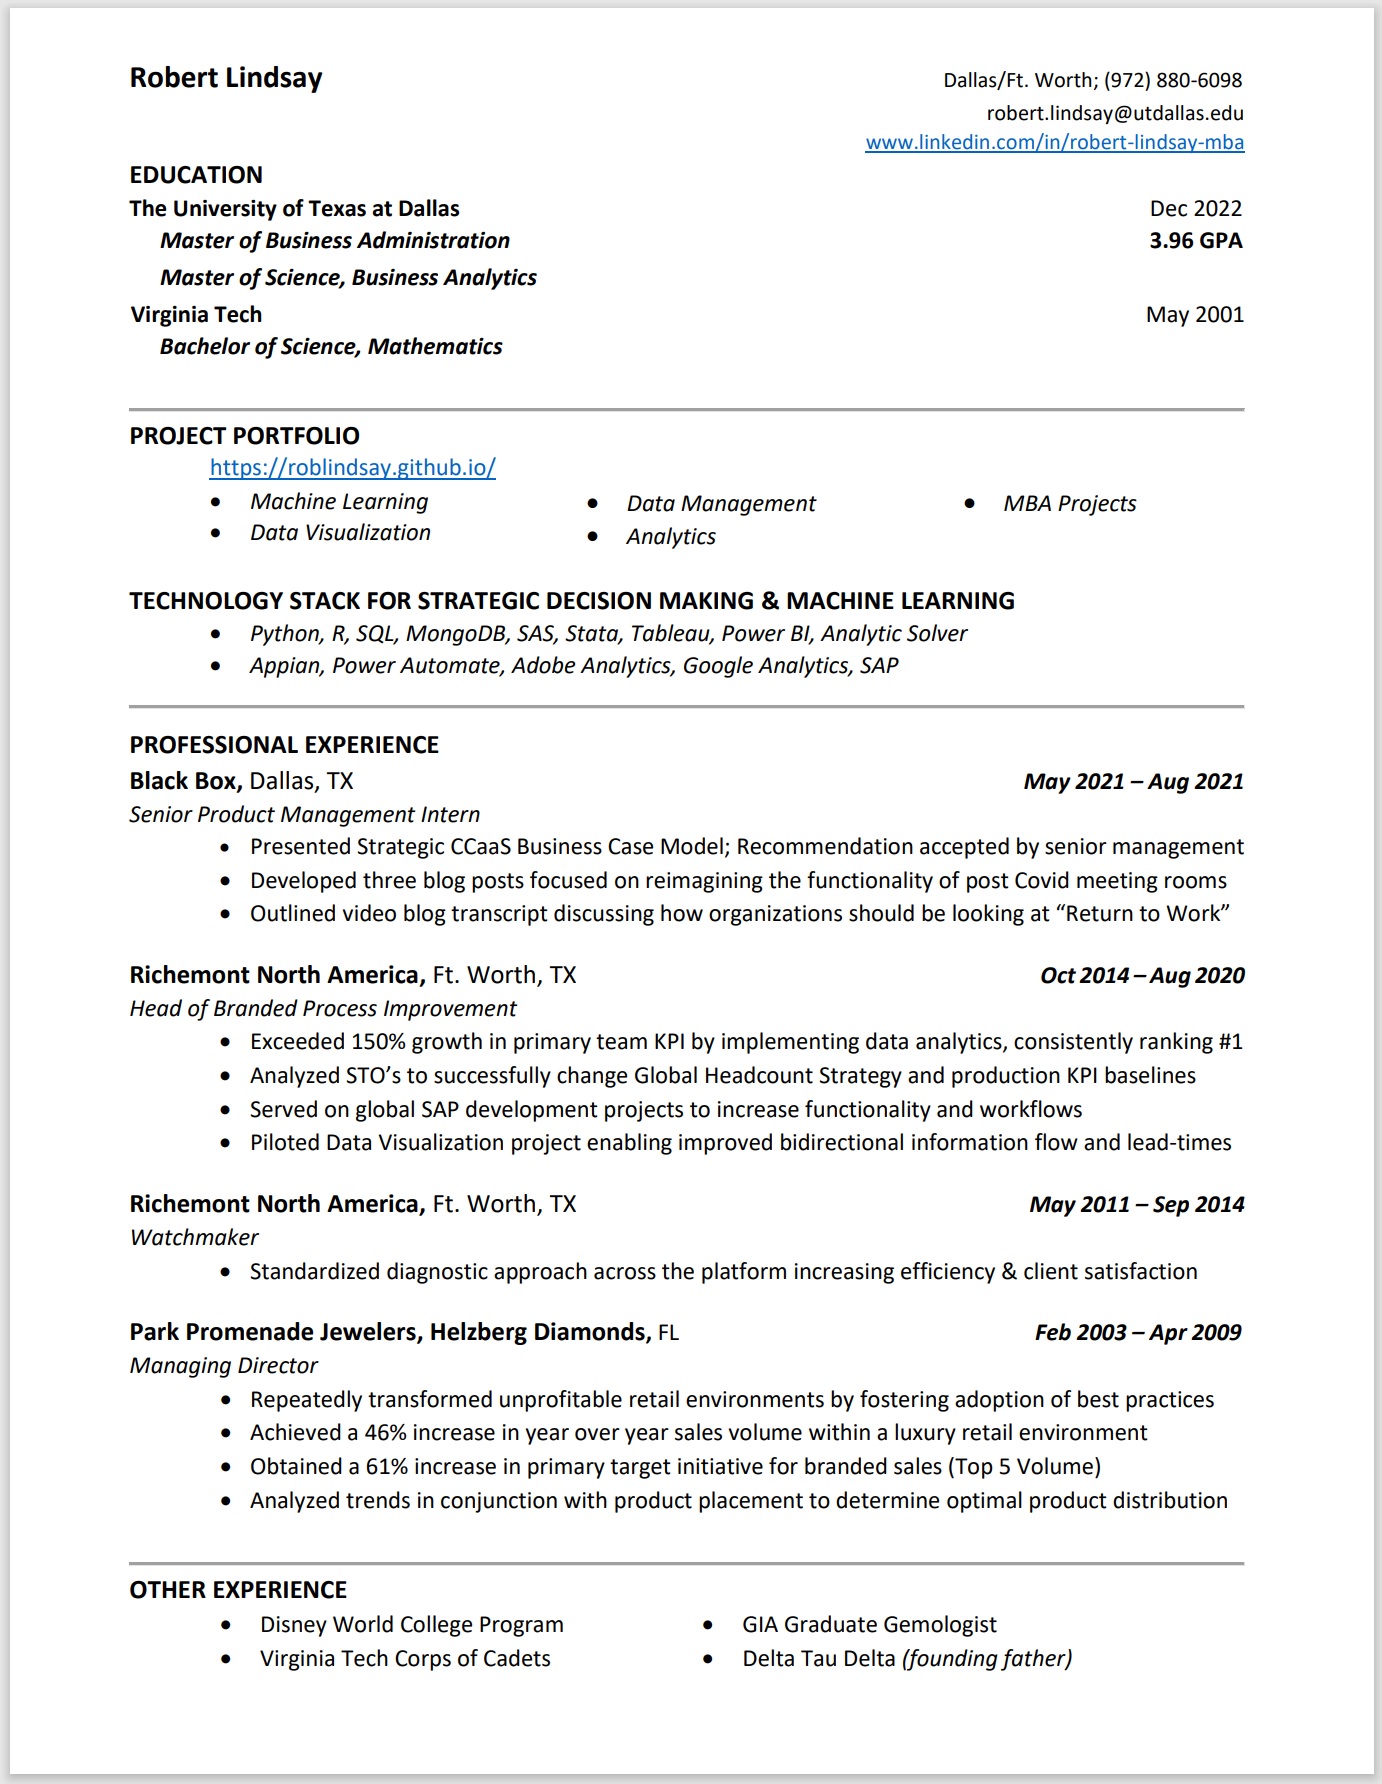 Robert Lindsay Dallas/Ft. Worth; (972) 880-6098
robert.lindsay@utdallas.edu
www.linkedin.com/in/robert-lindsay-mba
EDUCATION
The University of Texas at Dallas Dec 2022
Master of Business Administration 3.96 GPA
Master of Science, Business Analytics
Virginia Tech May 2001
Bachelor of Science, Mathematics
PROJECT PORTFOLIO
https://roblindsay.github.io/
• Machine Learning • Data Management • MBA Projects
• Data Visualization • Analytics
TECHNOLOGY STACK FOR STRATEGIC DECISION MAKING & MACHINE LEARNING
• Python, R, SQL, MongoDB, SAS, Stata, Tableau, Power BI, Analytic Solver
• Appian, Power Automate, Adobe Analytics, Google Analytics, SAP
PROFESSIONAL EXPERIENCE
Black Box, Dallas, TX May 2021 – Aug 2021
Senior Product Management Intern
• Presented Strategic CCaaS Business Case Model; Recommendation accepted by senior management
• Developed three blog posts focused on reimagining the functionality of post Covid meeting rooms
• Outlined video blog transcript discussing how organizations should be looking at “Return to Work”
Richemont North America, Ft. Worth, TX Oct 2014 – Aug 2020
Head of Branded Process Improvement
• Exceeded 150% growth in primary team KPI by implementing data analytics, consistently ranking #1
• Analyzed STO’s to successfully change Global Headcount Strategy and production KPI baselines
• Served on global SAP development projects to increase functionality and workflows
• Piloted Data Visualization project enabling improved bidirectional information flow and lead-times
Richemont North America, Ft. Worth, TX May 2011 – Sep 2014
Watchmaker
• Standardized diagnostic approach across the platform increasing efficiency & client satisfaction
Park Promenade Jewelers, Helzberg Diamonds, FL Feb 2003 – Apr 2009
Managing Director
• Repeatedly transformed unprofitable retail environments by fostering adoption of best practices
• Achieved a 46% increase in year over year sales volume within a luxury retail environment
• Obtained a 61% increase in primary target initiative for branded sales (Top 5 Volume)
• Analyzed trends in conjunction with product placement to determine optimal product distribution
OTHER EXPERIENCE
• Disney World College Program • GIA Graduate Gemologist
• Virginia Tech Corps of Cadets • Delta Tau Delta (founding father)